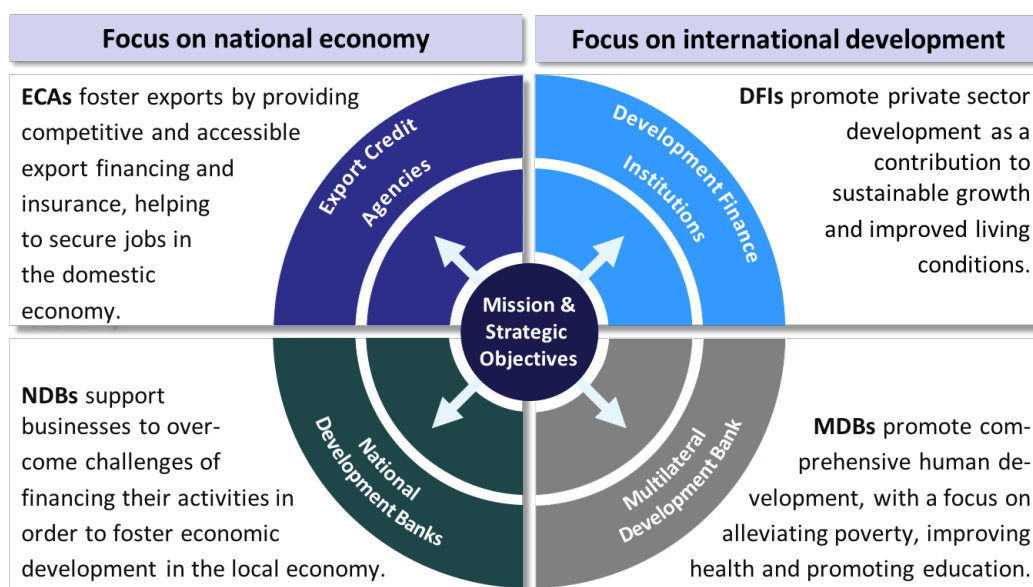 Focus on national economy
Focus on international development
ECAs foster exports by providing
competitive and accessible
export financing and
insurance, helping
to secure jobs in
the domestic
economy.
Export Credit
Agencies
Development Finance
Institutions
DFIs promote private sector
development as a
contribution to
sustainable growth
and improved living
conditions.
Mission &
Strategic
Objectives
NDBs support
businesses to over-
come challenges of
financing their activities in
order to foster economic
development in the local economy.
National
Development Banks
Multilateral
Development Bank
MDBs promote com-
prehensive human de-
velopment, with a focus on
alleviating poverty, improving
health and promoting education.